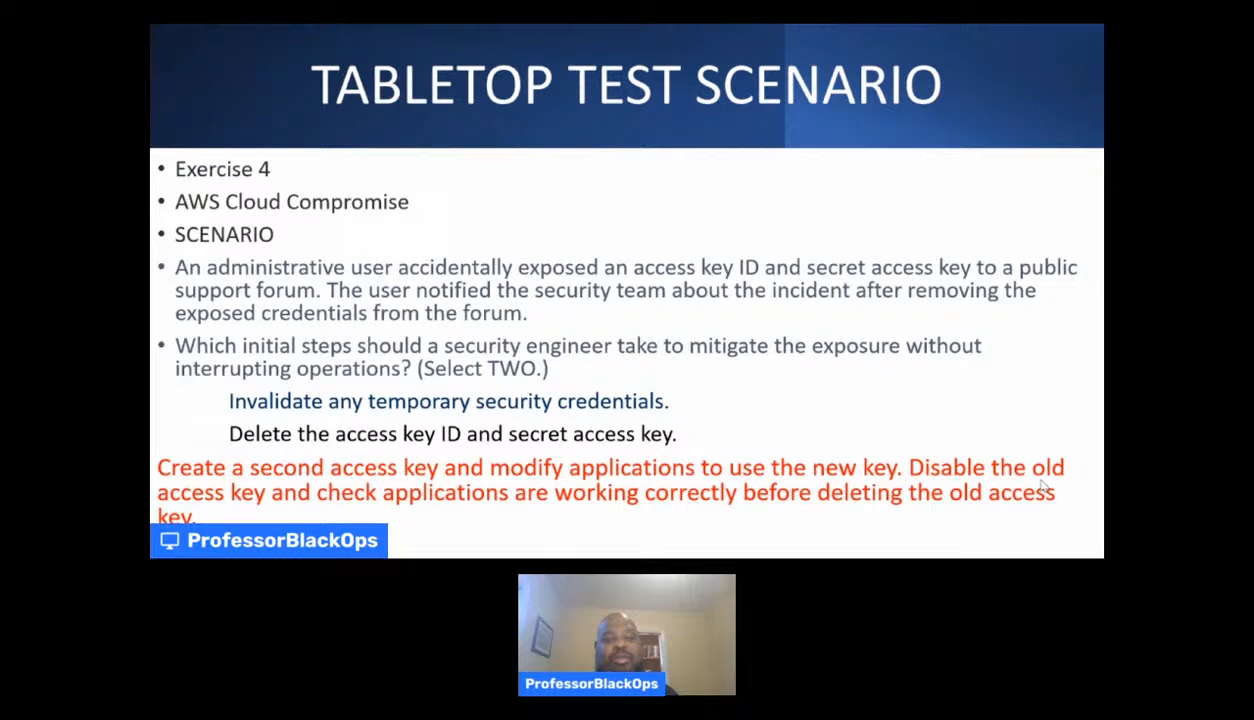 TABLETOP TEST SCENARIO
• Exercise 4
• AWS Cloud Compromise
• SCENARIO
• An administrative user accidentally exposed an access key ID and secret access key to a public
support forum. The user notified the security team about the incident after removing the
exposed credentials from the forum.
• Which initial steps should a security engineer take to mitigate the exposure without
interrupting operations? (Select TWO.)
Invalidate any temporary security credentials.
Delete the access key ID and secret access key.
Create a second access key and modify applications to use the new key. Disable the old
access key and check applications are working correctly before deleting the old access
key.
ProfessorBlackOps
ProfessorBlackOps